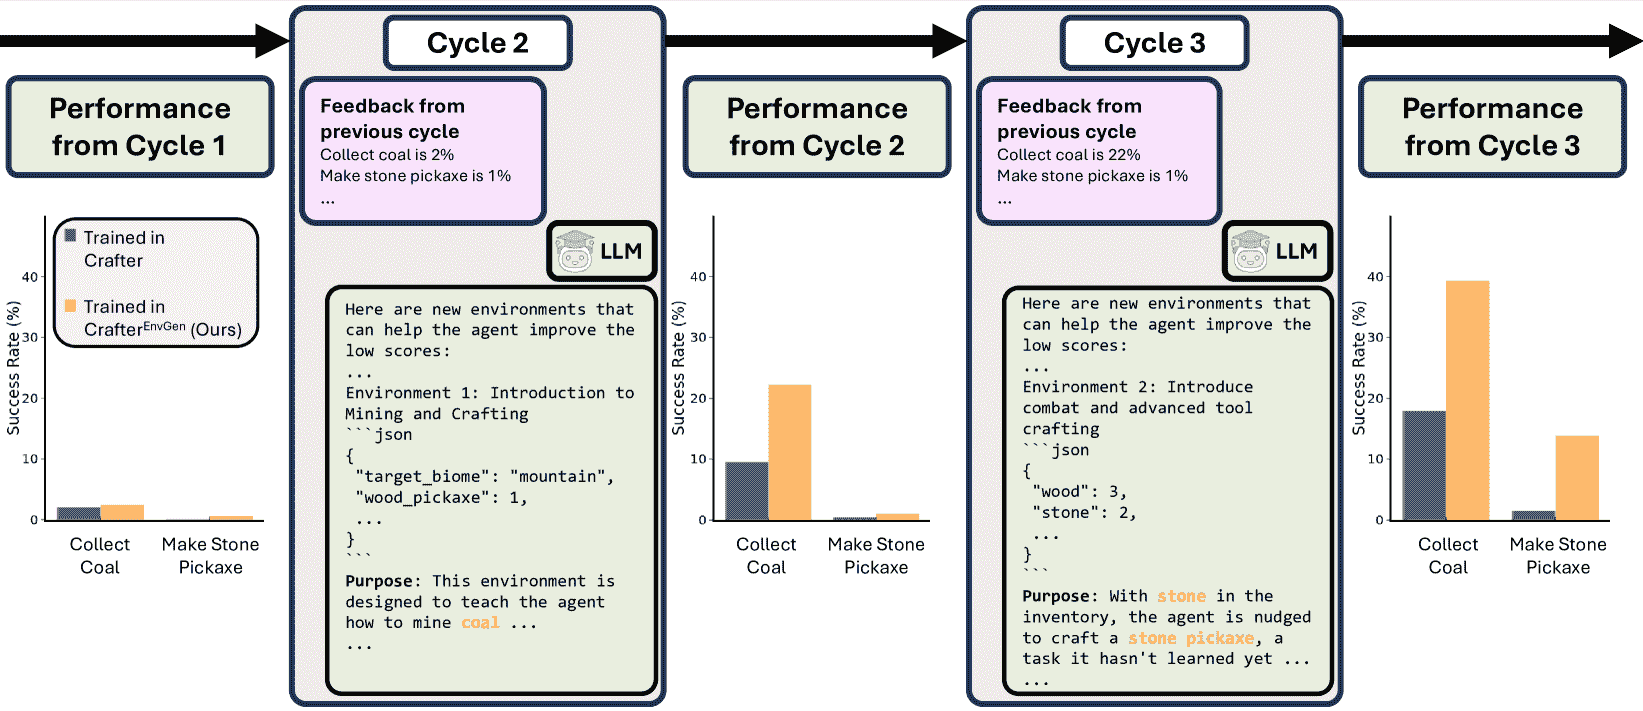 Performance
from Cycle 1
Trained in
Crafter
Trained in
Crafter^EnvGen (Ours)
Success Rate (%)
40
30
20
10
0
Collect
Coal
Make Stone
Pickaxe
Cycle 2
Feedback from
previous cycle
Collect coal is 2%
Make stone pickaxe is 1%
...
LLM
Here are new environments that
can help the agent improve the
low scores:
...
Environment 1: Introduction to
Mining and Crafting
```json
{
"target_biome": "mountain",
"wood_pickaxe": 1,
...
}
```
Purpose: This environment is
designed to teach the agent
how to mine coal ...
...
Performance
from Cycle 2
Success Rate (%)
40
30
20
10
0
Collect
Coal
Make Stone
Pickaxe
Cycle 3
Feedback from
previous cycle
Collect coal is 22%
Make stone pickaxe is 1%
...
LLM
Here are new environments that
can help the agent improve the
low scores:
...
Environment 2: Introduce
combat and advanced tool
crafting
```json
{
"wood": 3,
"stone": 2,
...
}
```
Purpose: With stone in the
inventory, the agent is nudged
to craft a stone pickaxe, a
task it hasn't learned yet ...
...
Performance
from Cycle 3
Success Rate (%)
40
30
20
10
0
Collect
Coal
Make Stone
Pickaxe